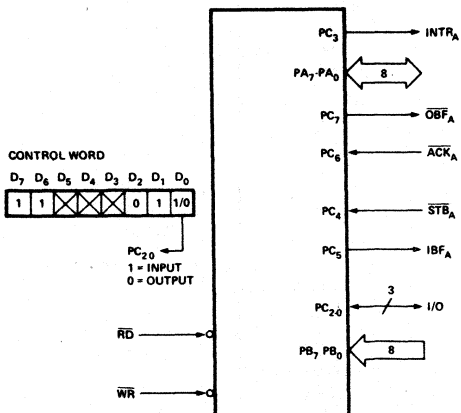 PC3 INTRA
PA7-PA0 8
PC7 OBFA
CONTROL WORD
PC6 ACKA
D7 D6 D5 D4 D3 D2 D1 D0
1 1 0 1 1/0
PC4 STBA
PC20
1 = INPUT
0 = OUTPUT
PC5 IBFA
3
PC2-0 I/O
RD
PB7 PB0 8
WR